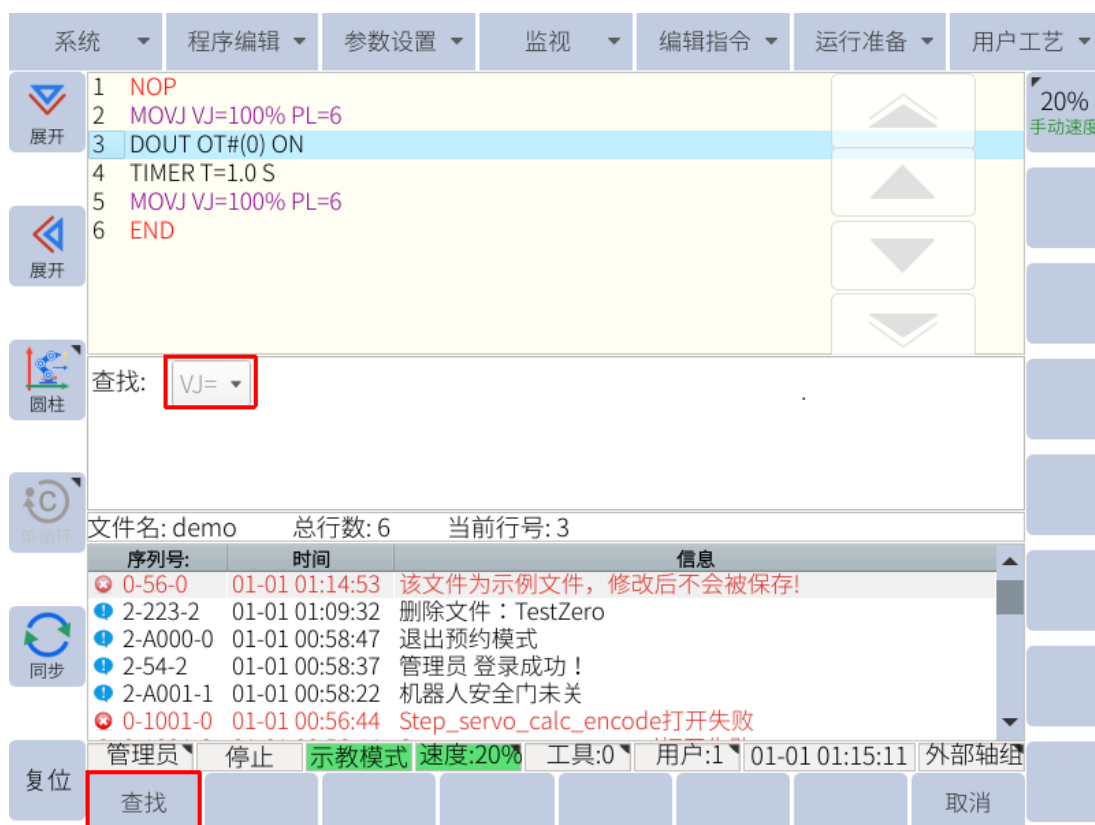 系统 程序编辑 参数设置 监视 编辑指令 运行准备 用户工艺
展开
1 NOP
2 MOVJ VJ=100% PL=6
3 DOUT OT#(0) ON
4 TIMER T=1.0 S
5 MOVJ VJ=100% PL=6
6 END
20%
手动速度
展开
圆柱
查找: VJ=
单循环
文件名: demo 总行数: 6 当前行号: 3
序列号: 时间 信息
0-56-0 01-01 01:14:53 该文件为示例文件，修改后不会被保存!
2-223-2 01-01 01:09:32 删除文件：TestZero
2-A000-0 01-01 00:58:47 退出预约模式
2-54-2 01-01 00:58:37 管理员 登录成功！
2-A001-1 01-01 00:58:22 机器人安全门未关
0-1001-0 01-01 00:56:44 Step_servo_calc_encode打开失败
同步
管理员 停止 示教模式 速度:20% 工具:0 用户:1 01-01 01:15:11 外部轴组
复位
查找 取消